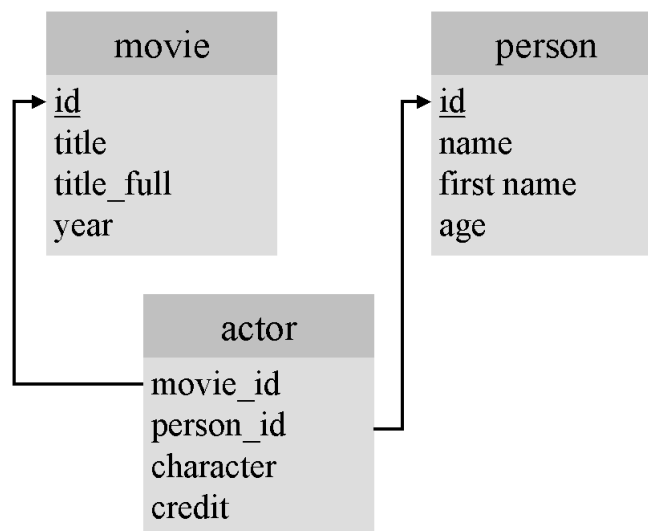 movie
id
title
title_full
year
person
id
name
first name
age
actor
movie_id
person_id
character
credit